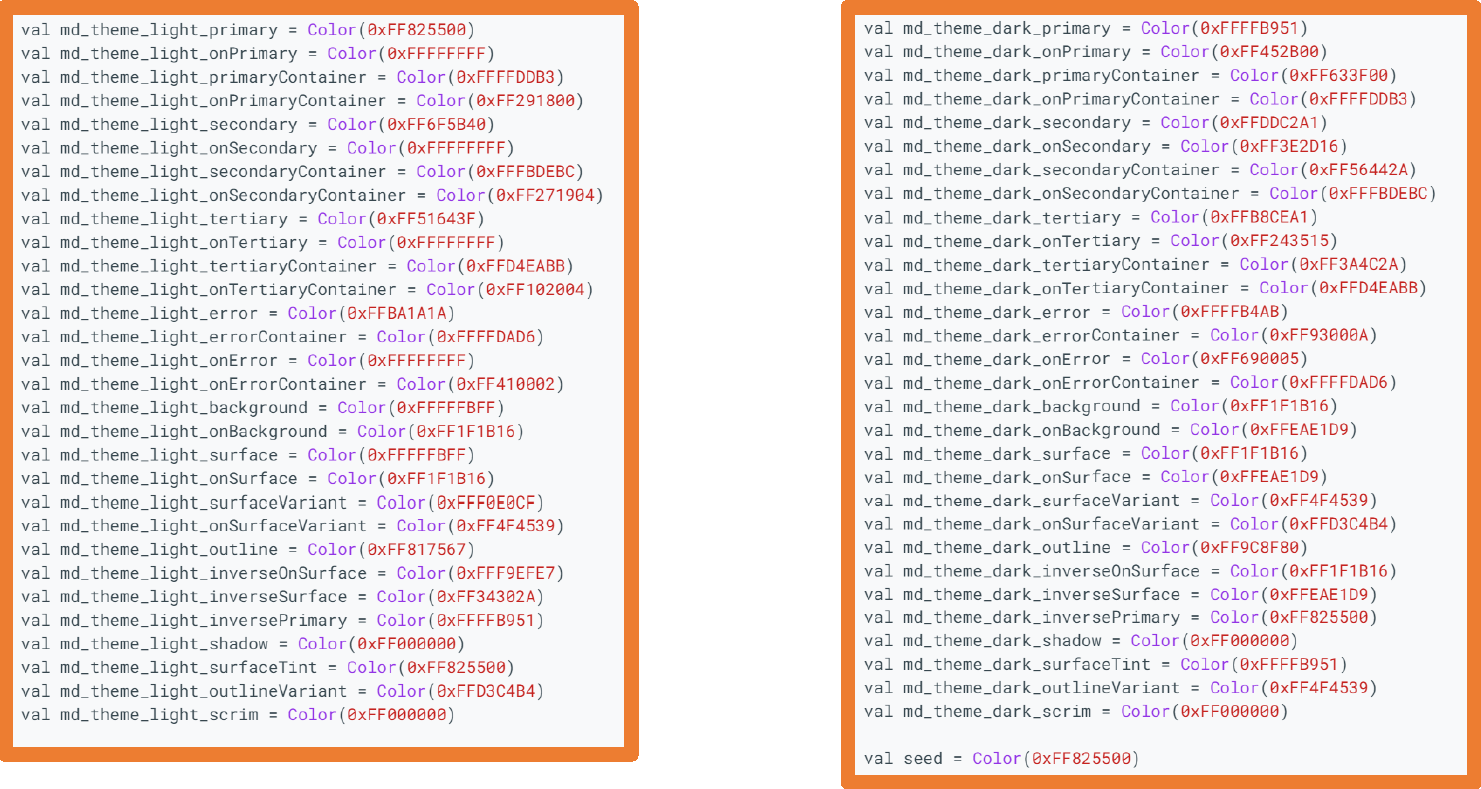 val md_theme_light_primary = Color(0xFF825500)
val md_theme_light_onPrimary = Color(0xFFFFFFFF)
val md_theme_light_primaryContainer = Color(0xFFFFDDB3)
val md_theme_light_onPrimaryContainer = Color(0xFF291800)
val md_theme_light_secondary = Color(0xFF6F5B40)
val md_theme_light_onSecondary = Color(0xFFFFFFFF)
val md_theme_light_secondaryContainer = Color(0xFFFBDEBC)
val md_theme_light_onSecondaryContainer = Color(0xFF271904)
val md_theme_light_tertiary = Color(0xFF51643F)
val md_theme_light_onTertiary = Color(0xFFFFFFFF)
val md_theme_light_tertiaryContainer = Color(0xFFD4EABB)
val md_theme_light_onTertiaryContainer = Color(0xFF102004)
val md_theme_light_error = Color(0xFFBA1A1A)
val md_theme_light_errorContainer = Color(0xFFFFDAD6)
val md_theme_light_onError = Color(0xFFFFFFFF)
val md_theme_light_onErrorContainer = Color(0xFF410002)
val md_theme_light_background = Color(0xFFFFFBFF)
val md_theme_light_onBackground = Color(0xFF1F1B16)
val md_theme_light_surface = Color(0xFFFFFBFF)
val md_theme_light_onSurface = Color(0xFF1F1B16)
val md_theme_light_surfaceVariant = Color(0xFFF0E0CF)
val md_theme_light_onSurfaceVariant = Color(0xFF4F4539)
val md_theme_light_outline = Color(0xFF817567)
val md_theme_light_inverseOnSurface = Color(0xFFF9EFE7)
val md_theme_light_inverseSurface = Color(0xFF34302A)
val md_theme_light_inversePrimary = Color(0xFFFFB951)
val md_theme_light_shadow = Color(0xFF000000)
val md_theme_light_surfaceTint = Color(0xFF825500)
val md_theme_light_outlineVariant = Color(0xFFD3C4B4)
val md_theme_light_scrim = Color(0xFF000000)
val md_theme_dark_primary = Color(0xFFFFB951)
val md_theme_dark_onPrimary = Color(0xFF452B00)
val md_theme_dark_primaryContainer = Color(0xFF633F00)
val md_theme_dark_onPrimaryContainer = Color(0xFFFFDDB3)
val md_theme_dark_secondary = Color(0xFFDDC2A1)
val md_theme_dark_onSecondary = Color(0xFF3E2D16)
val md_theme_dark_secondaryContainer = Color(0xFF56442A)
val md_theme_dark_onSecondaryContainer = Color(0xFFFBDEBC)
val md_theme_dark_tertiary = Color(0xFFB8CEA1)
val md_theme_dark_onTertiary = Color(0xFF243515)
val md_theme_dark_tertiaryContainer = Color(0xFF3A4C2A)
val md_theme_dark_onTertiaryContainer = Color(0xFFD4EABB)
val md_theme_dark_error = Color(0xFFFFB4AB)
val md_theme_dark_errorContainer = Color(0xFF93000A)
val md_theme_dark_onError = Color(0xFF690005)
val md_theme_dark_onErrorContainer = Color(0xFFFFDAD6)
val md_theme_dark_background = Color(0xFF1F1B16)
val md_theme_dark_onBackground = Color(0xFFEAE1D9)
val md_theme_dark_surface = Color(0xFF1F1B16)
val md_theme_dark_onSurface = Color(0xFFEAE1D9)
val md_theme_dark_surfaceVariant = Color(0xFF4F4539)
val md_theme_dark_onSurfaceVariant = Color(0xFFD3C4B4)
val md_theme_dark_outline = Color(0xFF9C8F80)
val md_theme_dark_inverseOnSurface = Color(0xFF1F1B16)
val md_theme_dark_inverseSurface = Color(0xFFEAE1D9)
val md_theme_dark_inversePrimary = Color(0xFF825500)
val md_theme_dark_shadow = Color(0xFF000000)
val md_theme_dark_surfaceTint = Color(0xFFFFB951)
val md_theme_dark_outlineVariant = Color(0xFF4F4539)
val md_theme_dark_scrim = Color(0xFF000000)
val seed = Color(0xFF825500)